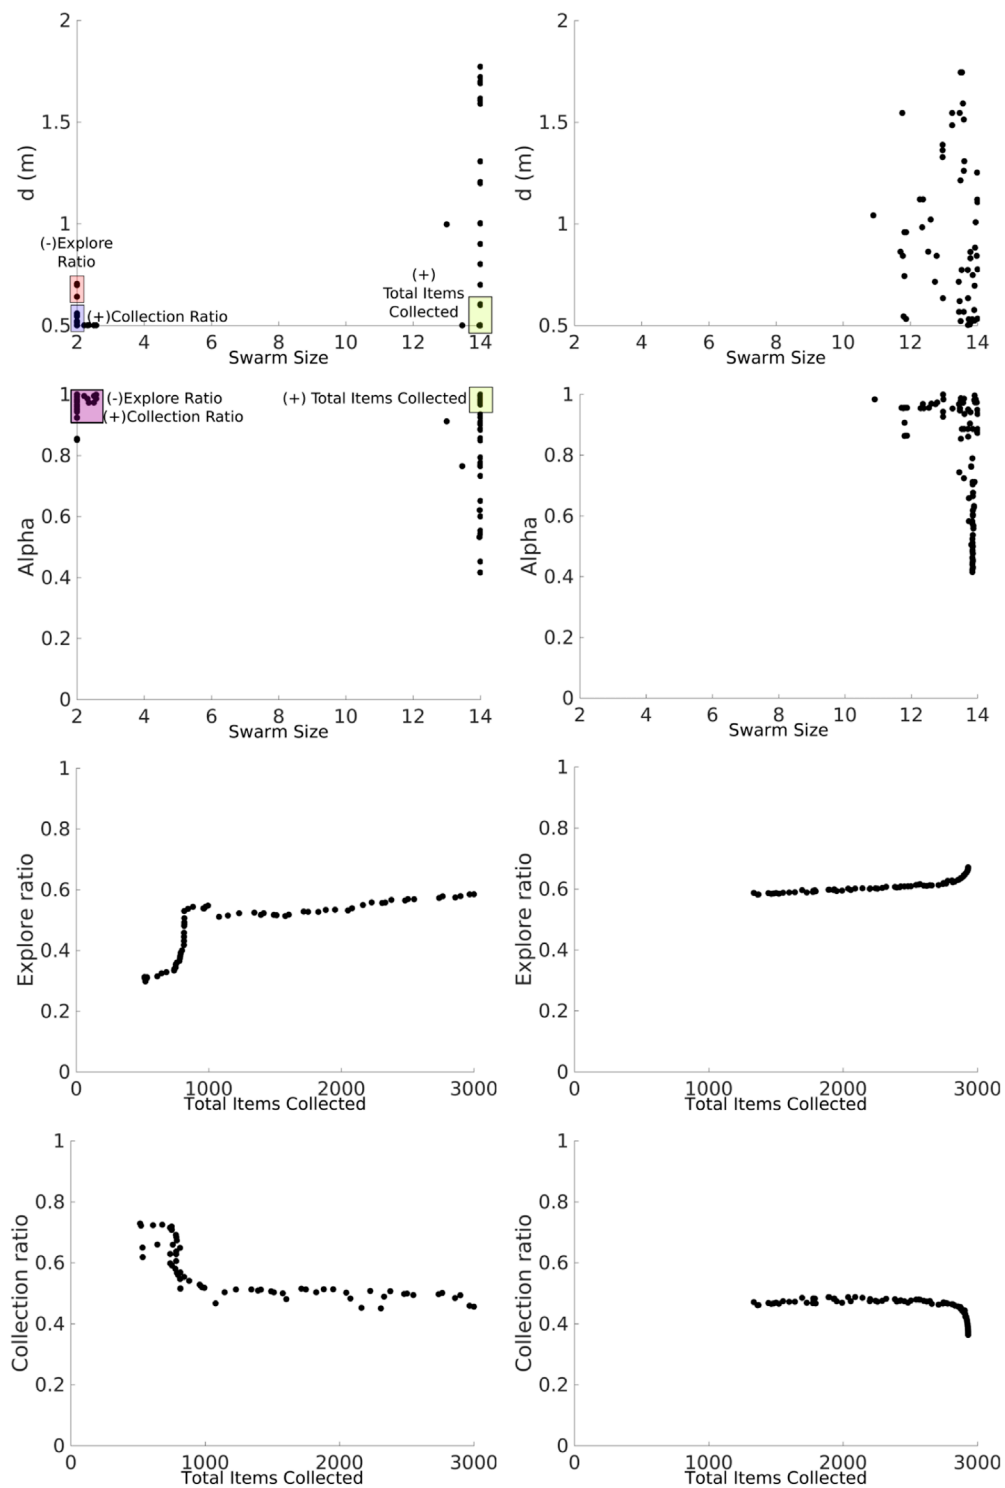 2
1.5
1
0.5
d (m)
(-)Explore
Ratio
(+)Collection Ratio
(+)
Total Items
Collected
2 4 6 8 10 12 14
Swarm Size
2
1.5
1
0.5
d (m)
2 4 6 8 10 12 14
Swarm Size
1
0.8
0.6
0.4
0.2
0
Alpha
(-)Explore Ratio
(+)Collection Ratio
(+) Total Items Collected
2 4 6 8 10 12 14
Swarm Size
1
0.8
0.6
0.4
0.2
0
Alpha
2 4 6 8 10 12 14
Swarm Size
1
0.8
0.6
0.4
0.2
0
Explore ratio
0 1000 2000 3000
Total Items Collected
1
0.8
0.6
0.4
0.2
0
Explore ratio
0 1000 2000 3000
Total Items Collected
1
0.8
0.6
0.4
0.2
0
Collection ratio
0 1000 2000 3000
Total Items Collected
1
0.8
0.6
0.4
0.2
0
Collection ratio
0 1000 2000 3000
Total Items Collected